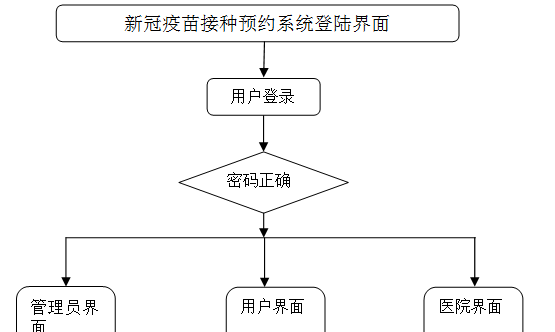 新冠疫苗接种预约系统登陆界面
用户登录
密码正确
管理员界
面
用户界面
医院界面